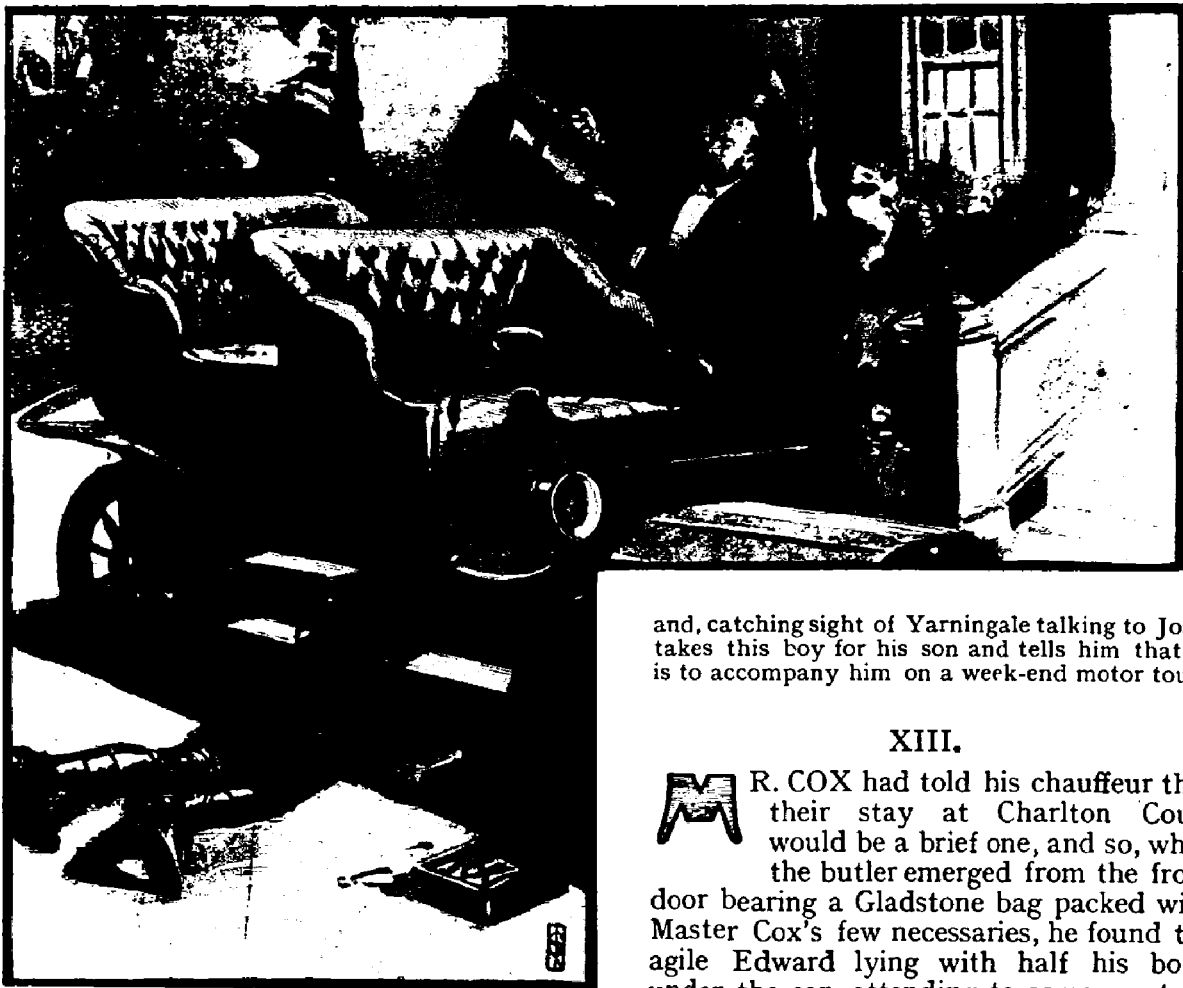 and, catching sight of Yarningale talking to Jo
takes this boy for his son and tells him that
is to accompany him on a week-end motor tou
XIII.
MR. COX had told his chauffeur th
their stay at Charlton Cou
would be a brief one, and so, wh
the butler emerged from the fro
door bearing a Gladstone bag packed wi
Master Cox's few necessaries, he found t
agile Edward lying with half his bo